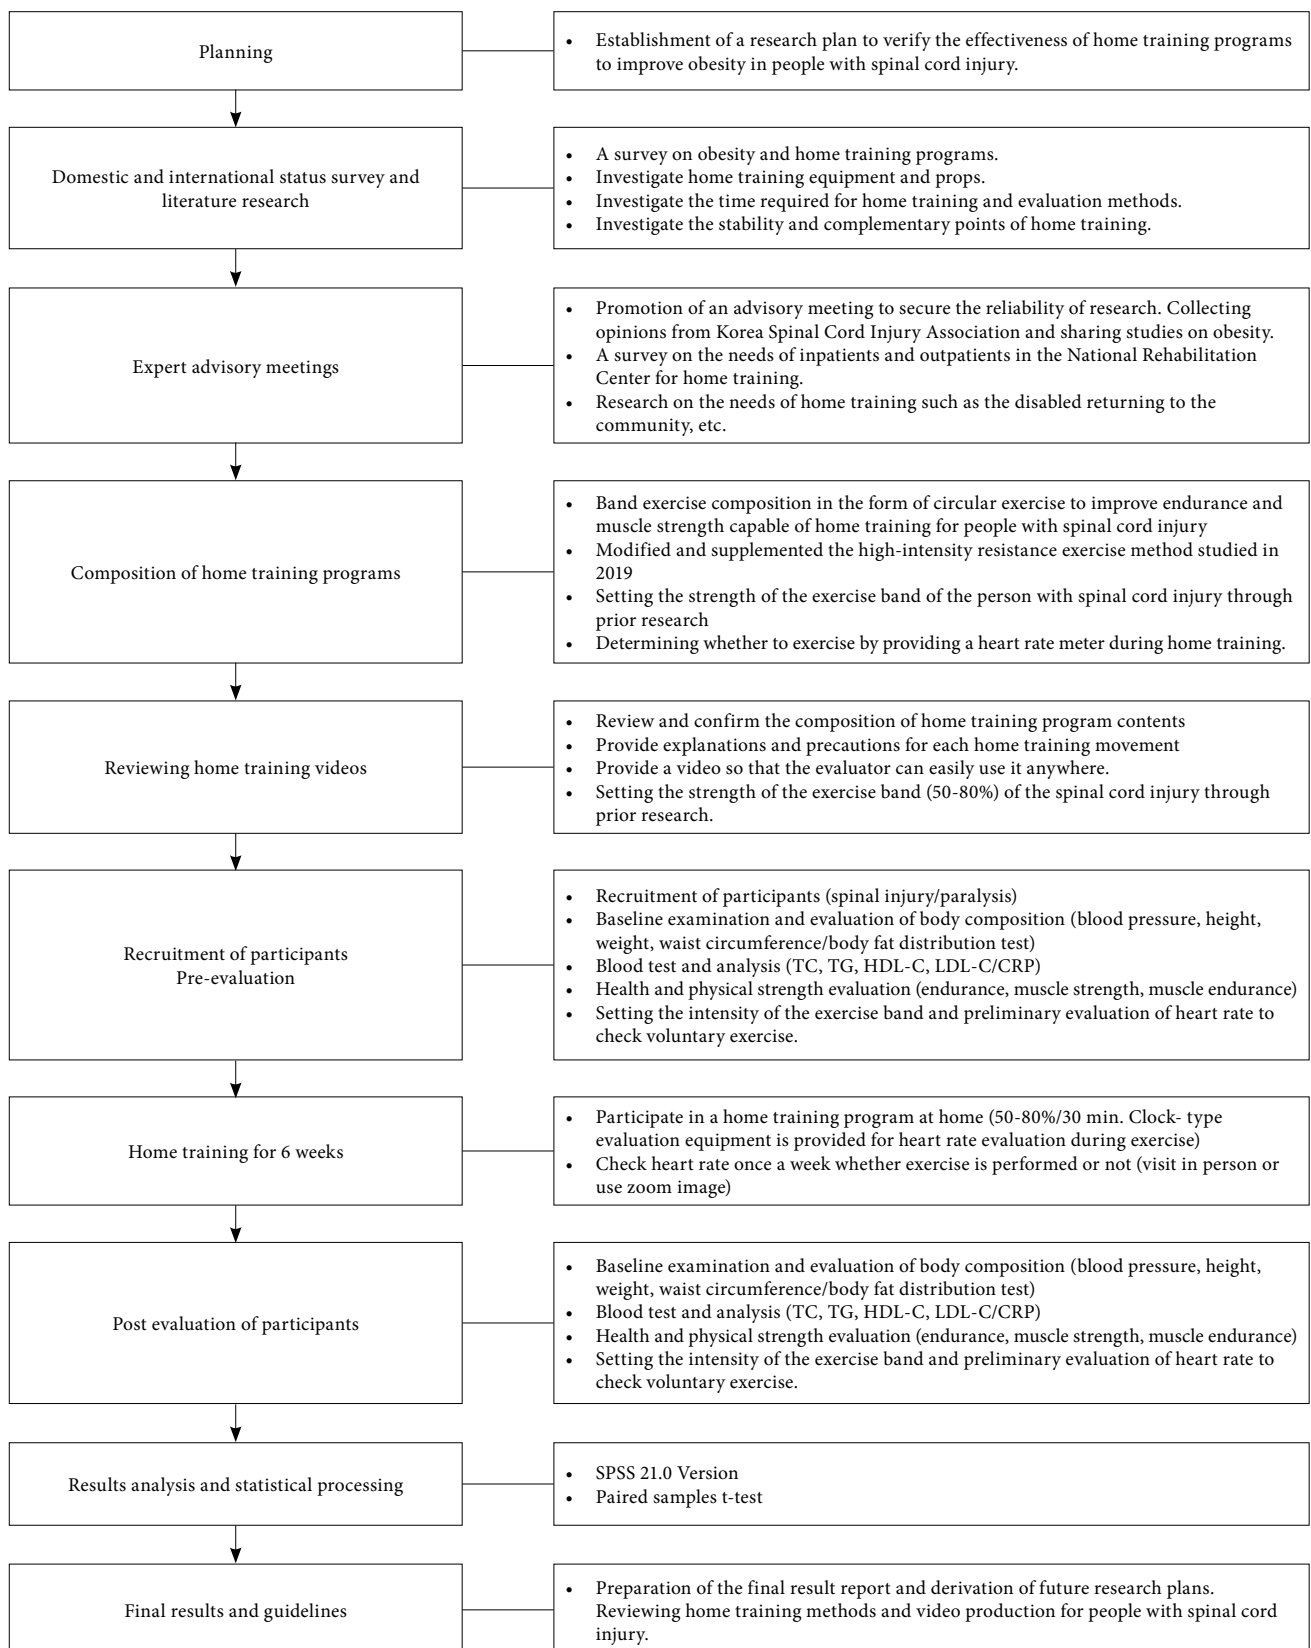 Planning
• Establishment of a research plan to verify the effectiveness of home training programs
to improve obesity in people with spinal cord injury.
Domestic and international status survey and
literature research
• A survey on obesity and home training programs.
• Investigate home training equipment and props.
• Investigate the time required for home training and evaluation methods.
• Investigate the stability and complementary points of home training.
Expert advisory meetings
• Promotion of an advisory meeting to secure the reliability of research. Collecting
opinions from Korea Spinal Cord Injury Association and sharing studies on obesity.
• A survey on the needs of inpatients and outpatients in the National Rehabilitation
Center for home training.
• Research on the needs of home training such as the disabled returning to the
community, etc.
Composition of home training programs
• Band exercise composition in the form of circular exercise to improve endurance and
muscle strength capable of home training for people with spinal cord injury
• Modified and supplemented the high-intensity resistance exercise method studied in
2019
• Setting the strength of the exercise band of the person with spinal cord injury through
prior research
• Determining whether to exercise by providing a heart rate meter during home training.
Reviewing home training videos
• Review and confirm the composition of home training program contents
• Provide explanations and precautions for each home training movement
• Provide a video so that the evaluator can easily use it anywhere.
• Setting the strength of the exercise band (50-80%) of the spinal cord injury through
prior research.
Recruitment of participants
Pre-evaluation
• Recruitment of participants (spinal injury/paralysis)
• Baseline examination and evaluation of body composition (blood pressure, height,
weight, waist circumference/body fat distribution test)
• Blood test and analysis (TC, TG, HDL-C, LDL-C/CRP)
• Health and physical strength evaluation (endurance, muscle strength, muscle endurance)
• Setting the intensity of the exercise band and preliminary evaluation of heart rate to
check voluntary exercise.
Home training for 6 weeks
• Participate in a home training program at home (50-80%/30 min. Clock- type
evaluation equipment is provided for heart rate evaluation during exercise)
• Check heart rate once a week whether exercise is performed or not (visit in person or
use zoom image)
Post evaluation of participants
• Baseline examination and evaluation of body composition (blood pressure, height,
weight, waist circumference/body fat distribution test)
• Blood test and analysis (TC, TG, HDL-C, LDL-C/CRP)
• Health and physical strength evaluation (endurance, muscle strength, muscle endurance)
• Setting the intensity of the exercise band and preliminary evaluation of heart rate to
check voluntary exercise.
Results analysis and statistical processing
• SPSS 21.0 Version
• Paired samples t-test
Final results and guidelines
• Preparation of the final result report and derivation of future research plans.
Reviewing home training methods and video production for people with spinal cord
injury.